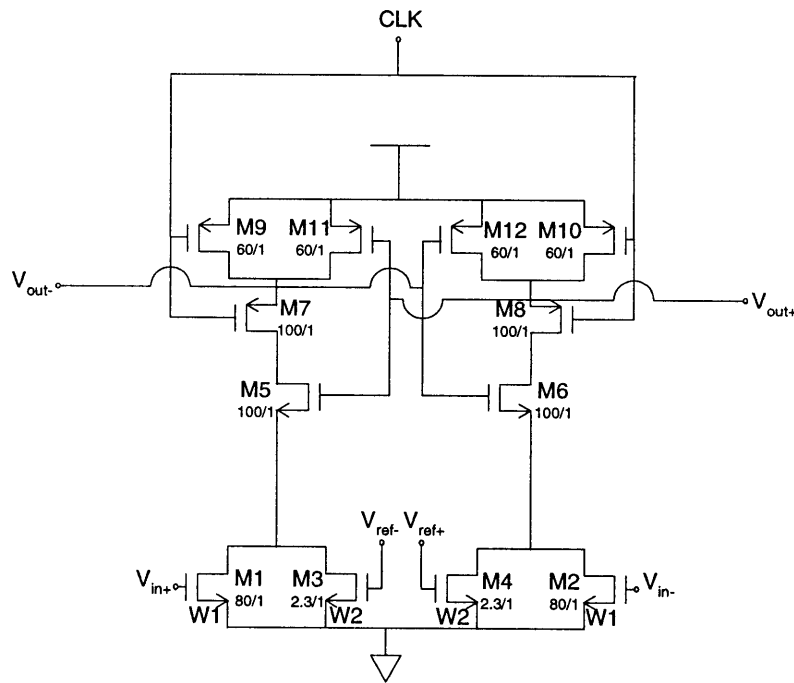 CLK
M9 M11 M12 M10
60/1 60/1 60/1 60/1
Vout- M7 M8 Vout+
100/1 100/1
M5 M6
100/1 100/1
Vref- Vref+
Vin+ M1 M3 M4 M2 Vin-
80/1 2.3/1 2.3/1 80/1
W1 W2 W2 W1